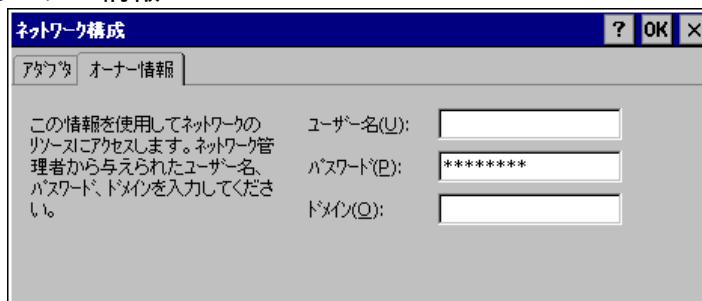 ネットワーク構成
? OK ×
アダプタ オーナー情報
この情報を使用してネットワークの
リソースにアクセスします。ネットワーク管
理者から与えられたユーザー名、
パスワード、ドメインを入力してくださ
い。
ユーザー名(U):
パスワード(P): ********
ドメイン(O):